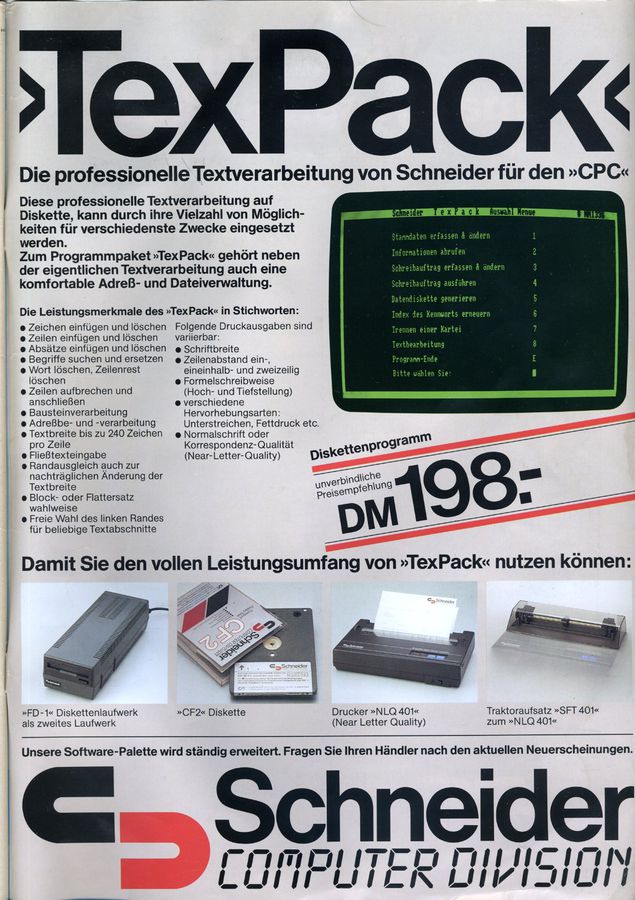 ›TexPack‹
Die professionelle Textverarbeitung von Schneider für den »CPC«
Diese professionelle Textverarbeitung auf
Diskette, kann durch ihre Vielzahl von Möglich-
keiten für verschiedenste Zwecke eingesetzt
werden.
Zum Programmpaket »TexPack« gehört neben
der eigentlichen Textverarbeitung auch eine
komfortable Adreß- und Dateiverwaltung.
Die Leistungsmerkmale des »TexPack« in Stichworten:
• Zeichen einfügen und löschen
• Zeilen einfügen und löschen
• Absätze einfügen und löschen
• Begriffe suchen und ersetzen
• Wort löschen, Zeilenrest
löschen
• Zeilen aufbrechen und
anschließen
• Bausteinverarbeitung
• Adreßbe- und -verarbeitung
• Textbreite bis zu 240 Zeichen
pro Zeile
• Fließtexteingabe
• Randausgleich auch zur
nachträglichen Änderung der
Textbreite
• Block- oder Flattersatz
wahlweise
• Freie Wahl des linken Randes
für beliebige Textabschnitte
Folgende Druckausgaben sind
variierbar:
• Schriftbreite
• Zeilenabstand ein-,
eineinhalb- und zweizeilig
• Formelschreibweise
(Hoch- und Tiefstellung)
• verschiedene
Hervorhebungsarten:
Unterstreichen, Fettdruck etc.
• Normalschrift oder
Korrespondenz-Qualität
(Near-Letter-Quality)
Schneider TexPack Auswahl Menue
Stammdaten erfassen & ändern 1
Informationen abrufen 2
Schreibauftrag erfassen & ändern 3
Schreibauftrag ausführen 4
Datendiskette generieren 5
Index des Kennworts erneuern 6
Trennen einer Kartei 7
Textbearbeitung 8
Programm-Ende E
Bitte wählen Sie:
Diskettenprogramm
unverbindliche
Preisempfehlung
DM 198.-
Damit Sie den vollen Leistungsumfang von »TexPack« nutzen können:
CF2
Schneider
Schneider
Schneider
»FD-1« Diskettenlaufwerk
als zweites Laufwerk
»CF2« Diskette
Drucker »NLQ 401«
(Near Letter Quality)
Traktoraufsatz »SFT 401«
zum »NLQ 401«
Unsere Software-Palette wird ständig erweitert. Fragen Sie Ihren Händler nach den aktuellen Neuerscheinungen.
Schneider
COMPUTER DIVISION